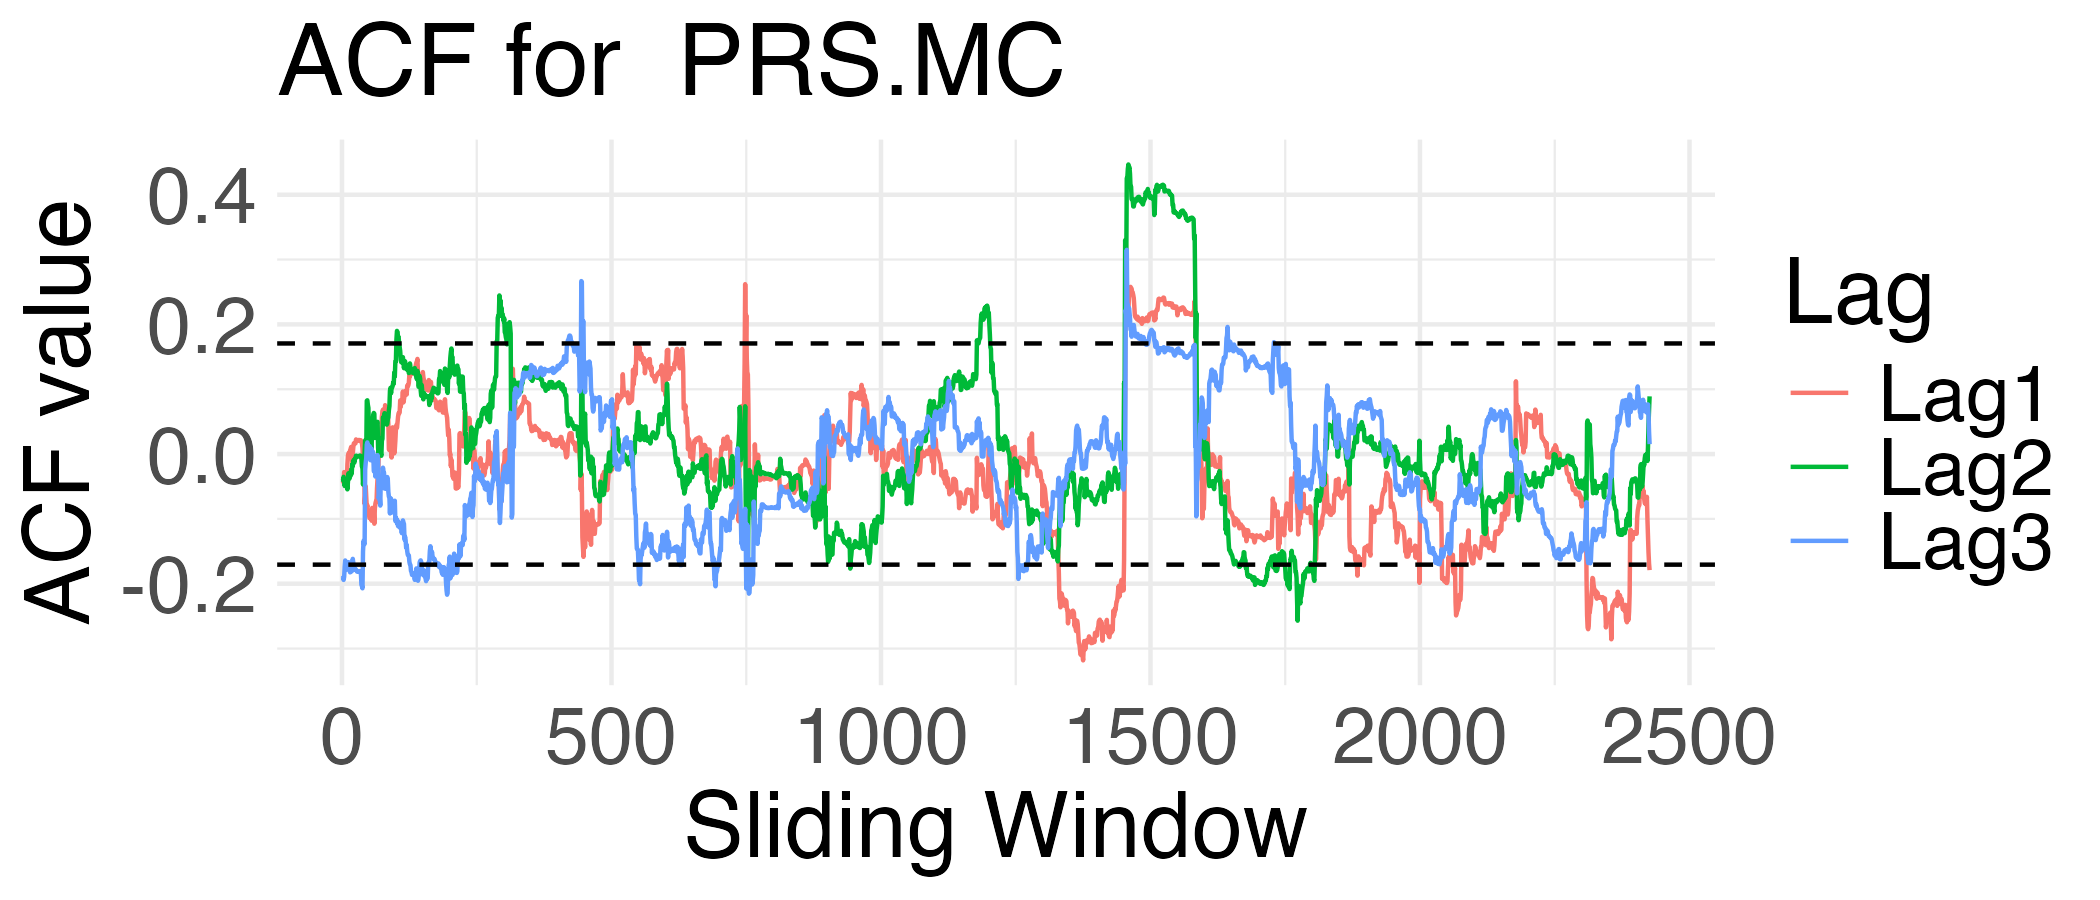 ACF for  PRS.MC
ACF value
0.4
0.2
0.0
-0.2
0 500 1000 1500 2000 2500
Sliding Window
Lag
Lag1
Lag2
Lag3